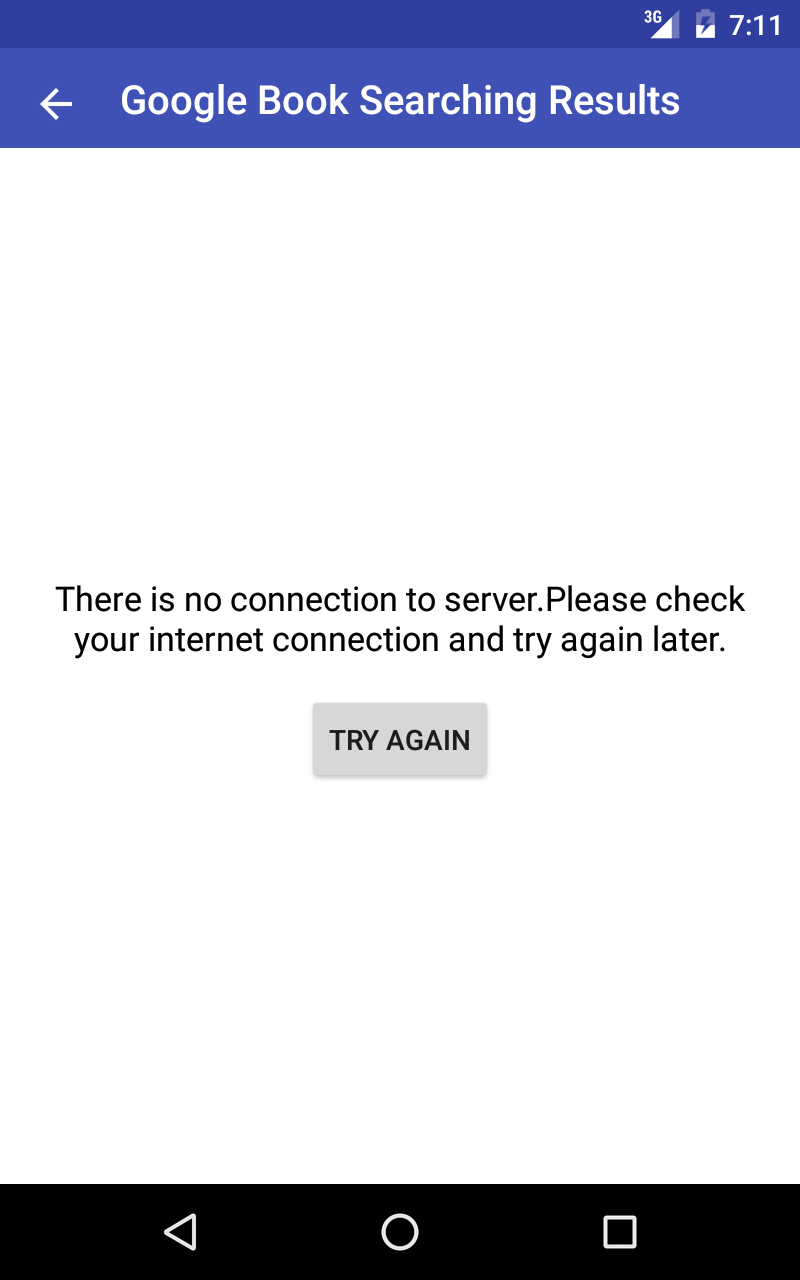 3G 7:11
Google Book Searching Results
There is no connection to server.Please check
your internet connection and try again later.
TRY AGAIN